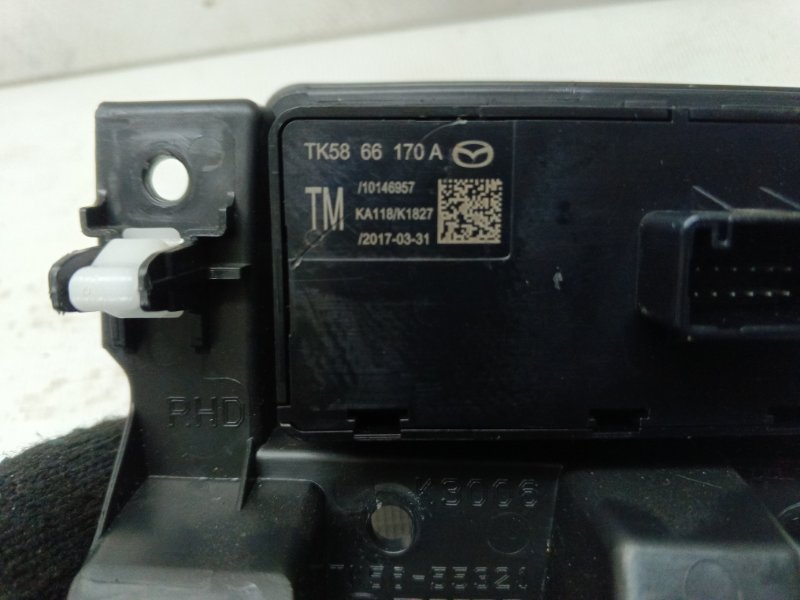 TK58 66 170 A
TM
/10146957
KA118/K1827
/2017-03-31
RHD
K3006